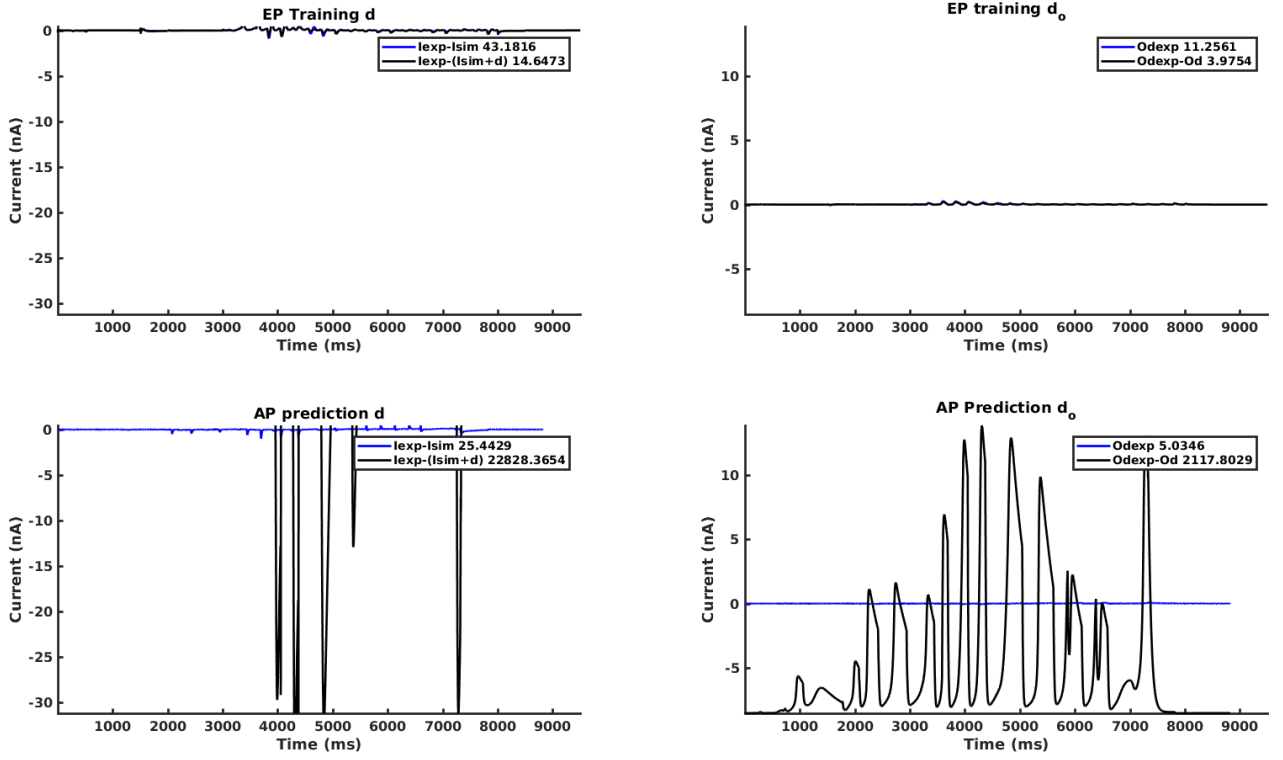 EP Training d
Iexp-Isim 43.1816
Iexp-(Isim+d) 14.6473
Current (nA)
0
-5
-10
-15
-20
-25
-30
1000 2000 3000 4000 5000 6000 7000 8000 9000
Time (ms)
EP training do
Odexp 11.2561
Odexp-Od 3.9754
Current (nA)
10
5
0
-5
1000 2000 3000 4000 5000 6000 7000 8000 9000
Time (ms)
AP prediction d
Iexp-Isim 25.4429
Iexp-(Isim+d) 22828.3654
Current (nA)
0
-5
-10
-15
-20
-25
-30
1000 2000 3000 4000 5000 6000 7000 8000 9000
Time (ms)
AP Prediction do
Odexp 5.0346
Odexp-Od 2117.8029
Current (nA)
10
5
0
-5
1000 2000 3000 4000 5000 6000 7000 8000 9000
Time (ms)